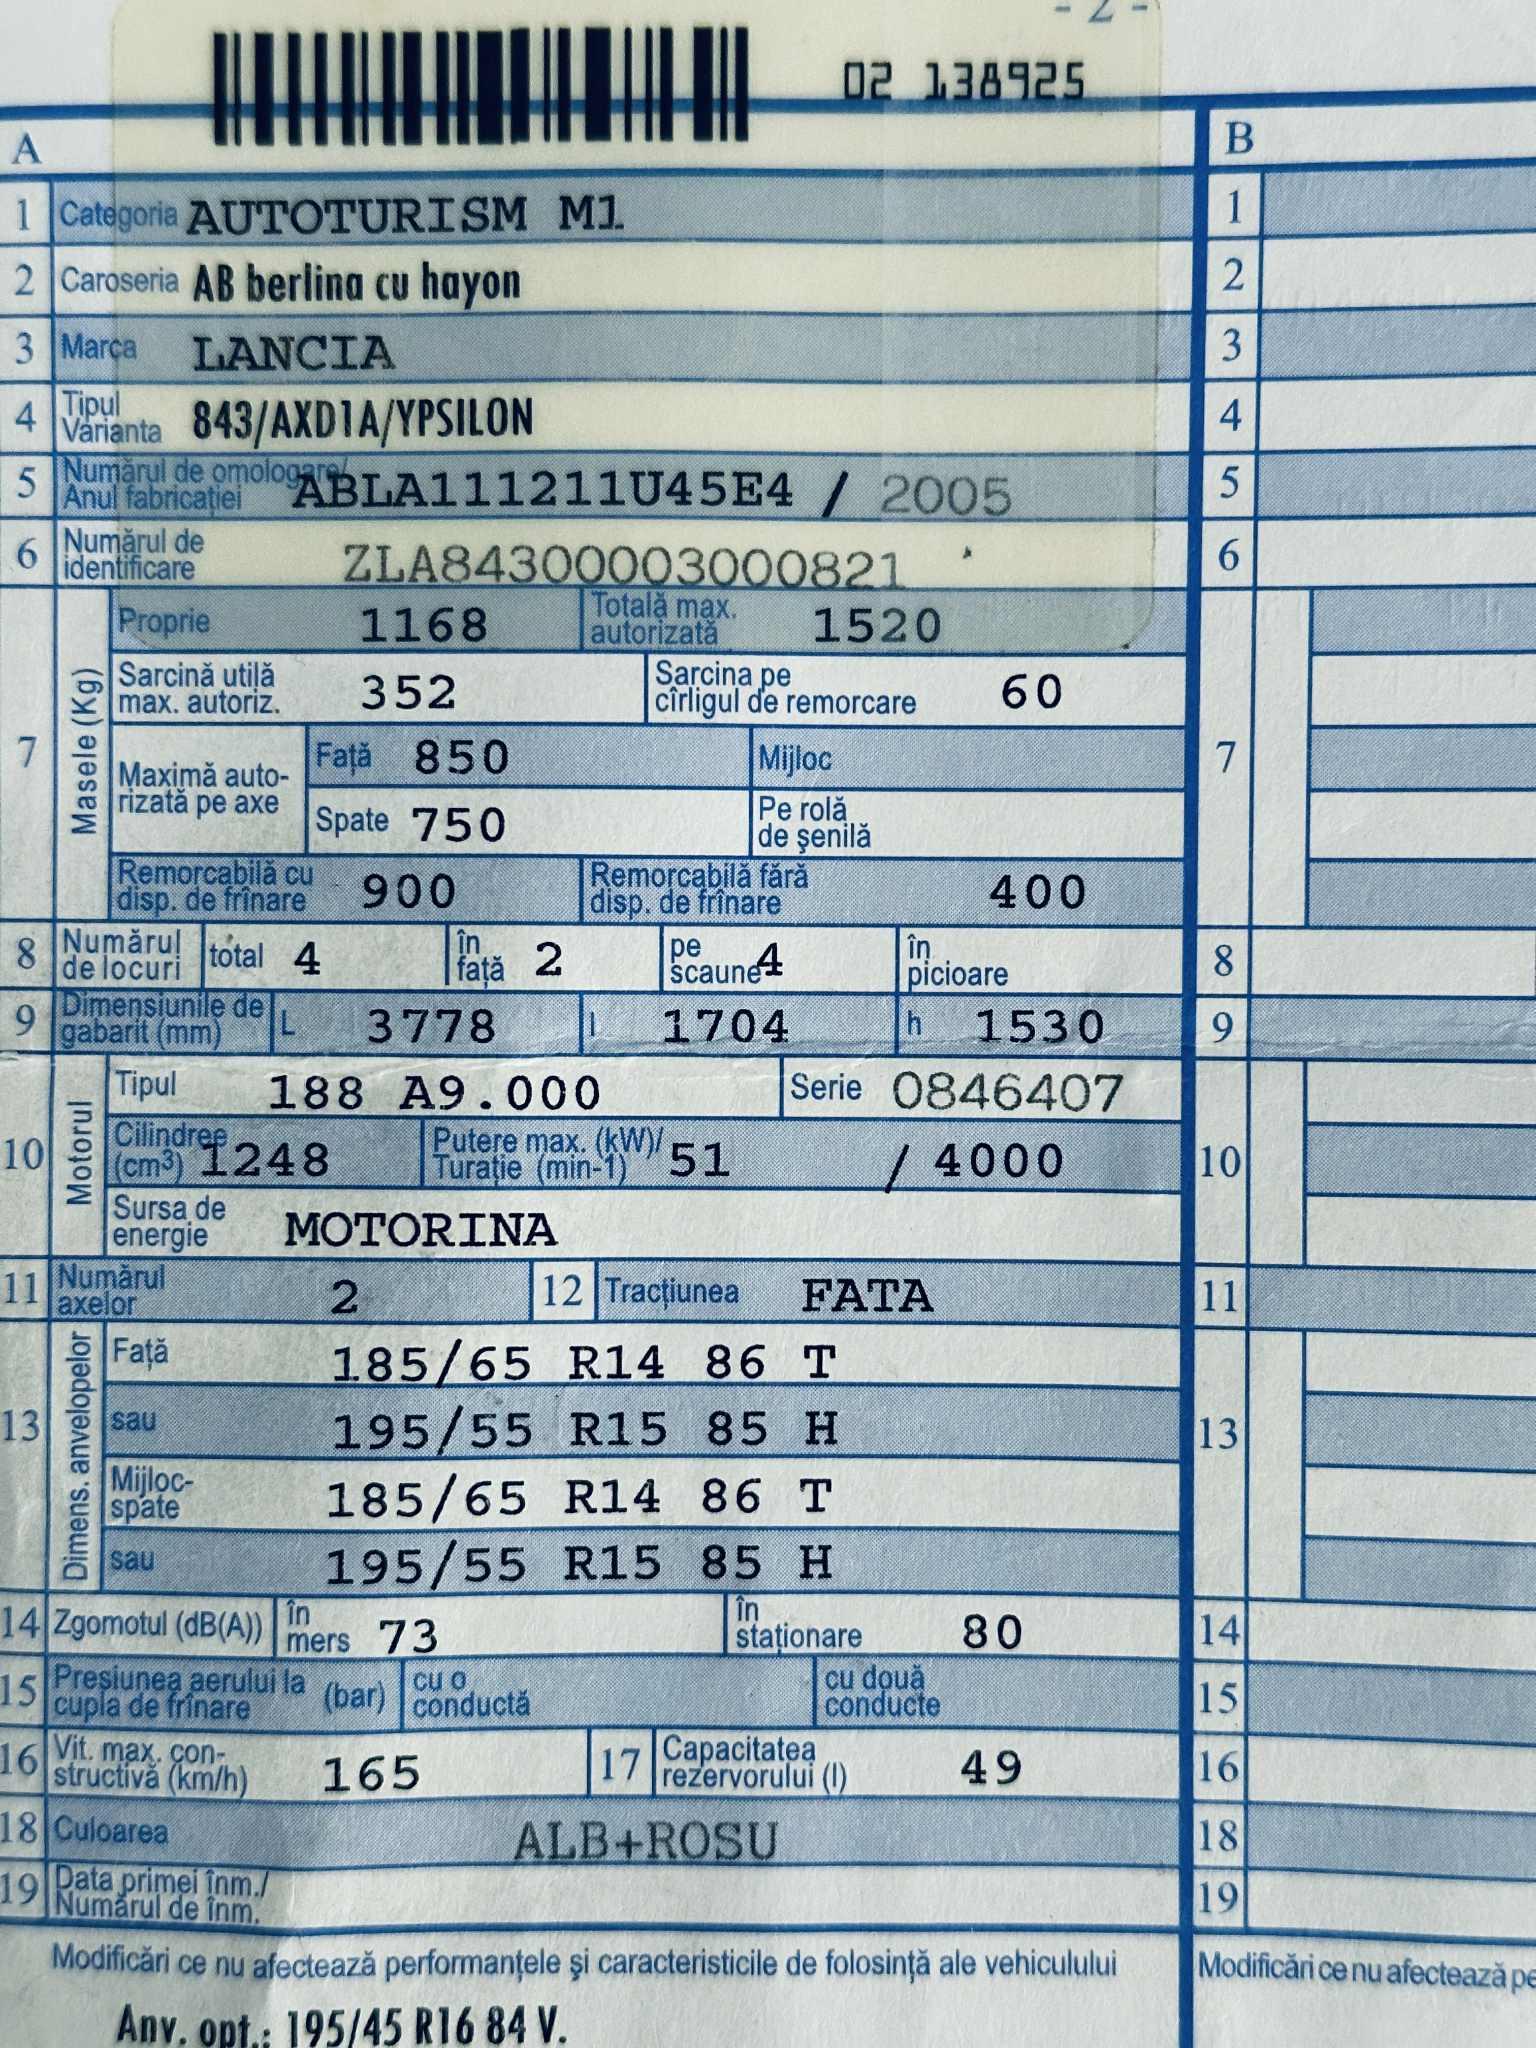 - 2 -
02 138925
A
B
1 Categoria AUTOTURISM M1
1
2 Caroseria AB berlina cu hayon
2
3 Marca LANCIA
3
4 Tipul Varianta 843/AXD1A/YPSILON
4
5 Numărul de omologare/ Anul fabricației ABLA111211U45E4 / 2005
5
6 Numărul de identificare ZLA84300003000821
6
7 Masele (Kg)
Proprie 1168 Totală max. autorizată 1520
Sarcină utilă max. autoriz. 352 Sarcina pe cîrligul de remorcare 60
Maximă auto-rizată pe axe Față 850 Mijloc
Spate 750 Pe rolă de șenilă
Remorcabilă cu disp. de frînare 900 Remorcabilă fără disp. de frînare 400
7
8 Numărul de locuri total 4 în față 2 pe scaune 4 în picioare
8
9 Dimensiunile de gabarit (mm) L 3778 l 1704 h 1530
9
10 Motorul
Tipul 188 A9.000 Serie 0846407
Cilindree (cm³) 1248 Putere max. (kW)/ Turație (min-1) 51 / 4000
Sursa de energie MOTORINA
10
11 Numărul axelor 2 12 Tracțiunea FATA
11
13 Dimens. anvelopelor
Față 185/65 R14 86 T
sau 195/55 R15 85 H
Mijloc-spate 185/65 R14 86 T
sau 195/55 R15 85 H
13
14 Zgomotul (dB(A)) în mers 73 în staționare 80
14
15 Presiunea aerului la cupla de frînare (bar) cu o conductă cu două conducte
15
16 Vit. max. con-structivă (km/h) 165 17 Capacitatea rezervorului (l) 49
16
18 Culoarea ALB+ROSU
18
19 Data primei înm./ Numărul de înm.
19
Modificări ce nu afectează performanțele și caracteristicile de folosință ale vehiculului
Modificări ce nu afectează pe
Anv. opt.: 195/45 R16 84 V.